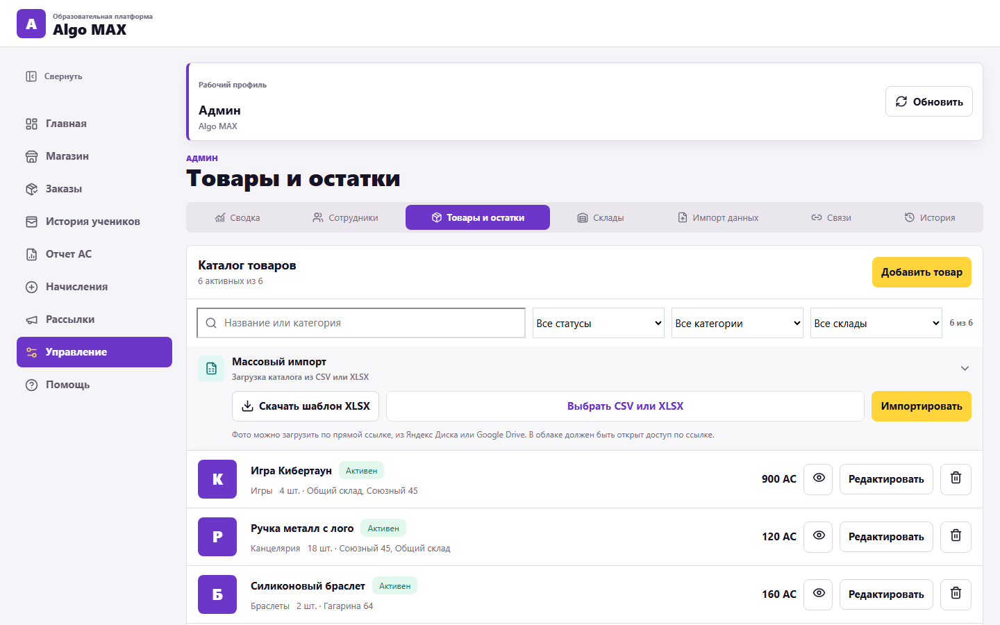 A
Образовательная платформа
Algo MAX
Свернуть
Главная
Магазин
Заказы
История учеников
Отчет АС
Начисления
Рассылки
Управление
Помощь
Рабочий профиль
Админ
Algo MAX
Обновить
АДМИН
Товары и остатки
Сводка
Сотрудники
Товары и остатки
Склады
Импорт данных
Связи
История
Каталог товаров
6 активных из 6
Добавить товар
Название или категория
Все статусы
Все категории
Все склады
6 из 6
Массовый импорт
Загрузка каталога из CSV или XLSX
Скачать шаблон XLSX
Выбрать CSV или XLSX
Импортировать
Фото можно загрузить по прямой ссылке, из Яндекс Диска или Google Drive. В облаке должен быть открыт доступ по ссылке.
К
Игра Кибертаун
Активен
Игры 4 шт. · Общий склад, Союзный 45
900 АС
Редактировать
Р
Ручка металл с лого
Активен
Канцелярия 18 шт. · Союзный 45, Общий склад
120 АС
Редактировать
Б
Силиконовый браслет
Активен
Браслеты 2 шт. · Гагарина 64
160 АС
Редактировать